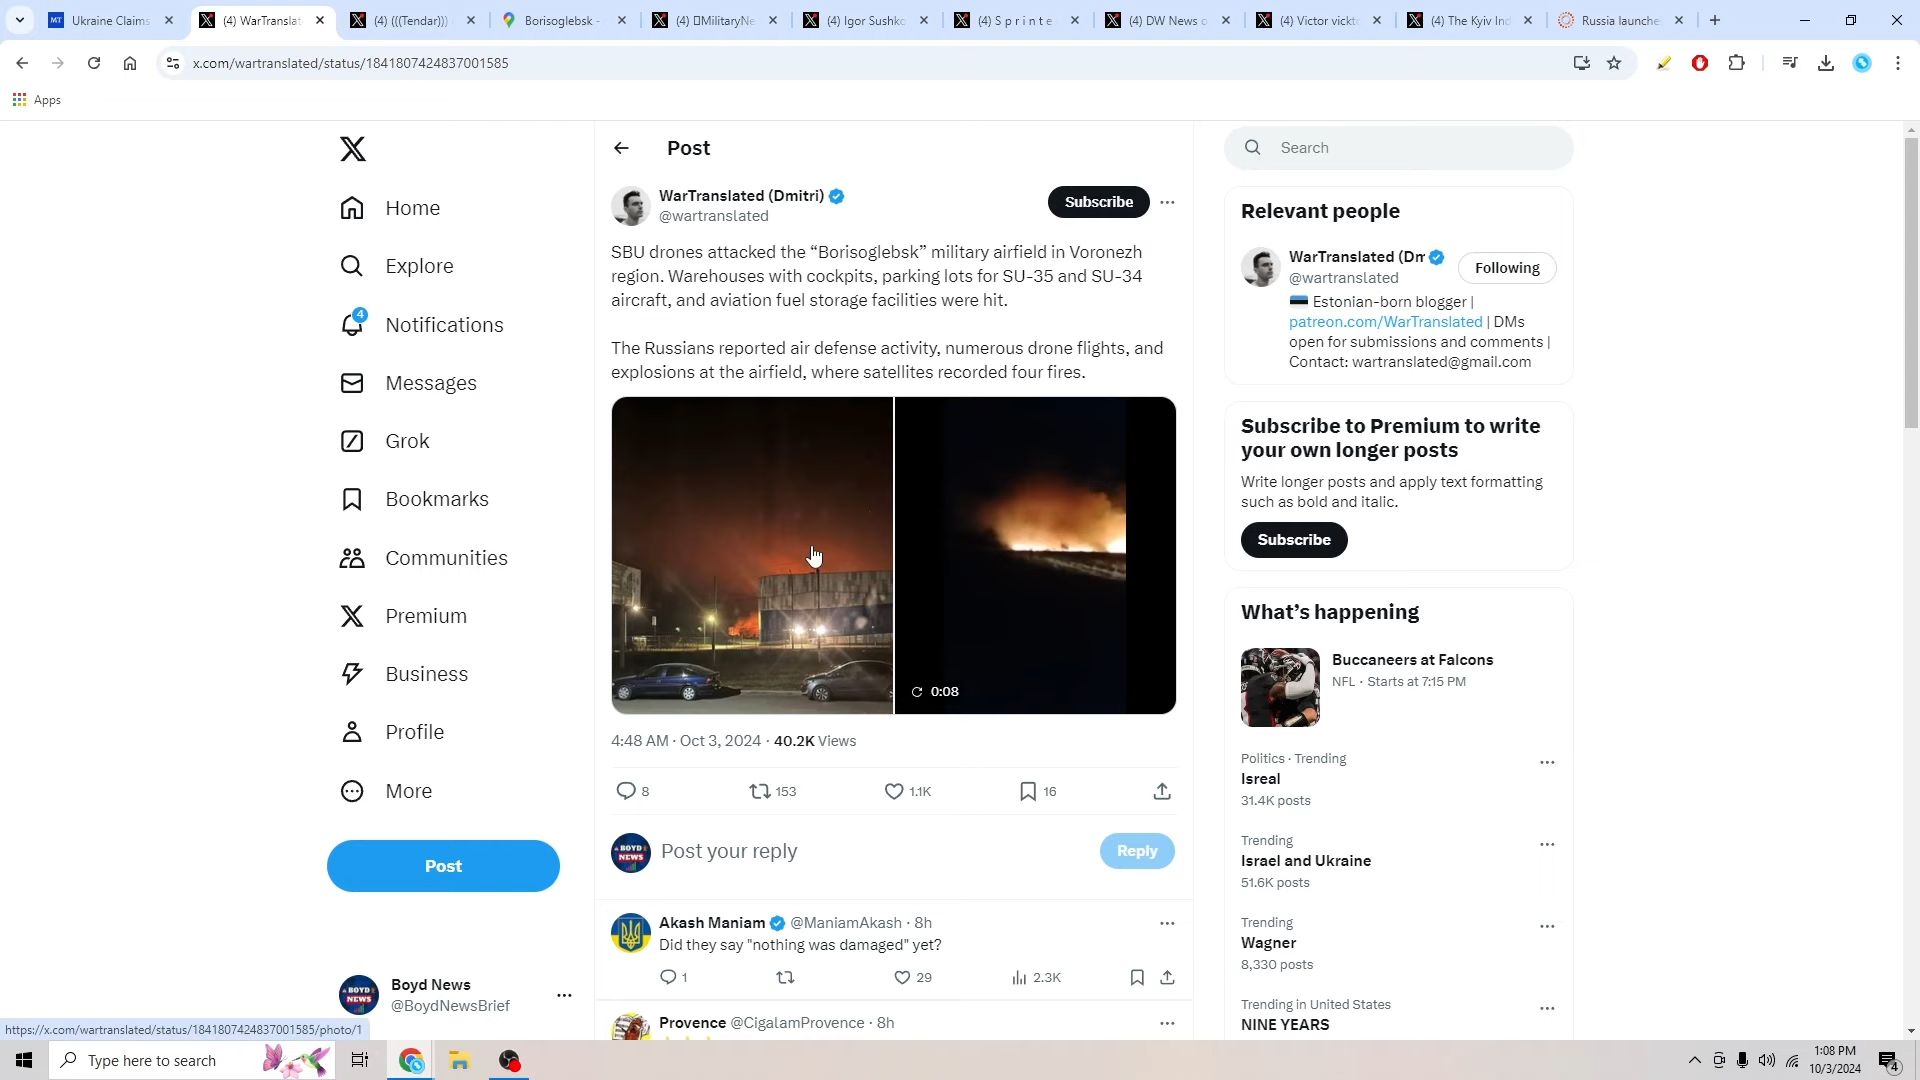 Ukraine Claims
(4) WarTranslat
(4) (((Tendar)))
Borisoglebsk -
(4) MilitaryNe
(4) Igor Sushko
(4) S p r i n t e
(4) DW News o
(4) Victor vickto
(4) The Kyiv Ind
Russia launche
x.com/wartranslated/status/1841807424837001585
Apps
Home
Explore
4
Notifications
Messages
Grok
Bookmarks
Communities
Premium
Business
Profile
More
Post
Boyd News
@BoydNewsBrief
Post
WarTranslated (Dmitri)
@wartranslated
Subscribe
SBU drones attacked the “Borisoglebsk” military airfield in Voronezh
region. Warehouses with cockpits, parking lots for SU-35 and SU-34
aircraft, and aviation fuel storage facilities were hit.
The Russians reported air defense activity, numerous drone flights, and
explosions at the airfield, where satellites recorded four fires.
0:08
4:48 AM · Oct 3, 2024 · 40.2K Views
8
153
1.1K
16
BOYD
NEWS
Post your reply
Reply
Akash Maniam @ManiamAkash · 8h
Did they say "nothing was damaged" yet?
1
29
2.3K
Provence @CigalamProvence · 8h
Search
Relevant people
WarTranslated (Dm
@wartranslated
Following
Estonian-born blogger |
patreon.com/WarTranslated | DMs
open for submissions and comments |
Contact: wartranslated@gmail.com
Subscribe to Premium to write
your own longer posts
Write longer posts and apply text formatting
such as bold and italic.
Subscribe
What’s happening
Buccaneers at Falcons
NFL · Starts at 7:15 PM
Politics · Trending
Isreal
31.4K posts
Trending
Israel and Ukraine
51.6K posts
Trending
Wagner
8,330 posts
Trending in United States
NINE YEARS
https://x.com/wartranslated/status/1841807424837001585/photo/1
Type here to search
1:08 PM
10/3/2024
4